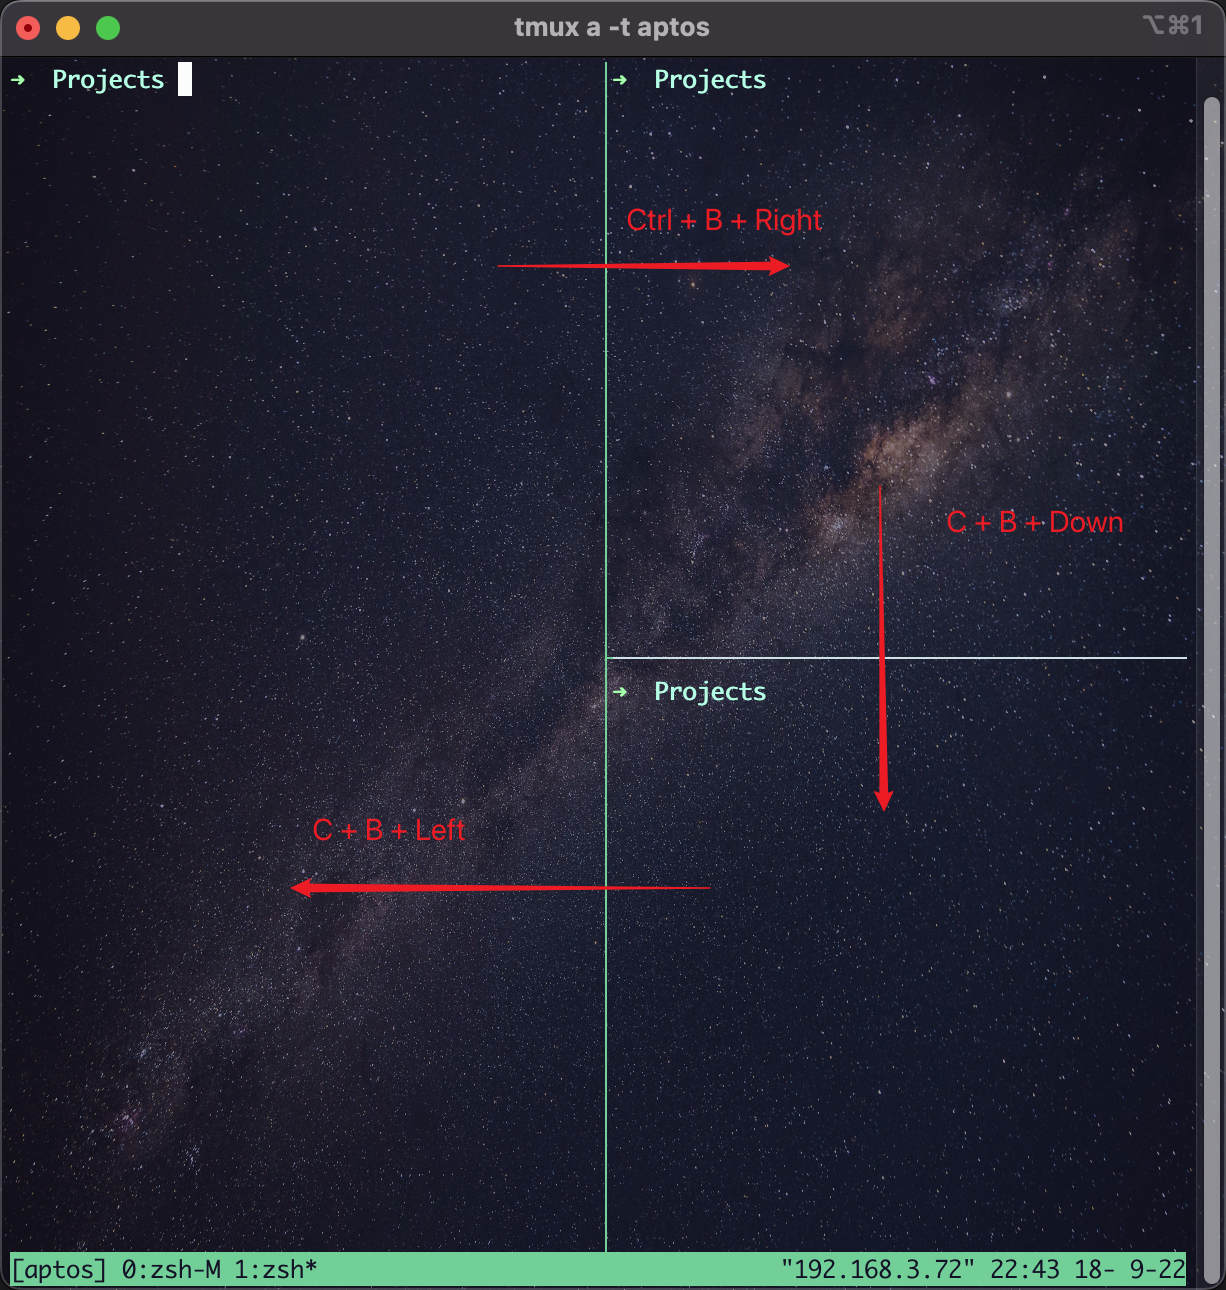 tmux a -t aptos
⌥⌘1
➜ Projects
➜ Projects
Ctrl + B + Right
C + B + Down
➜ Projects
C + B + Left
[aptos] 0:zsh-M 1:zsh* "192.168.3.72" 22:43 18- 9-22